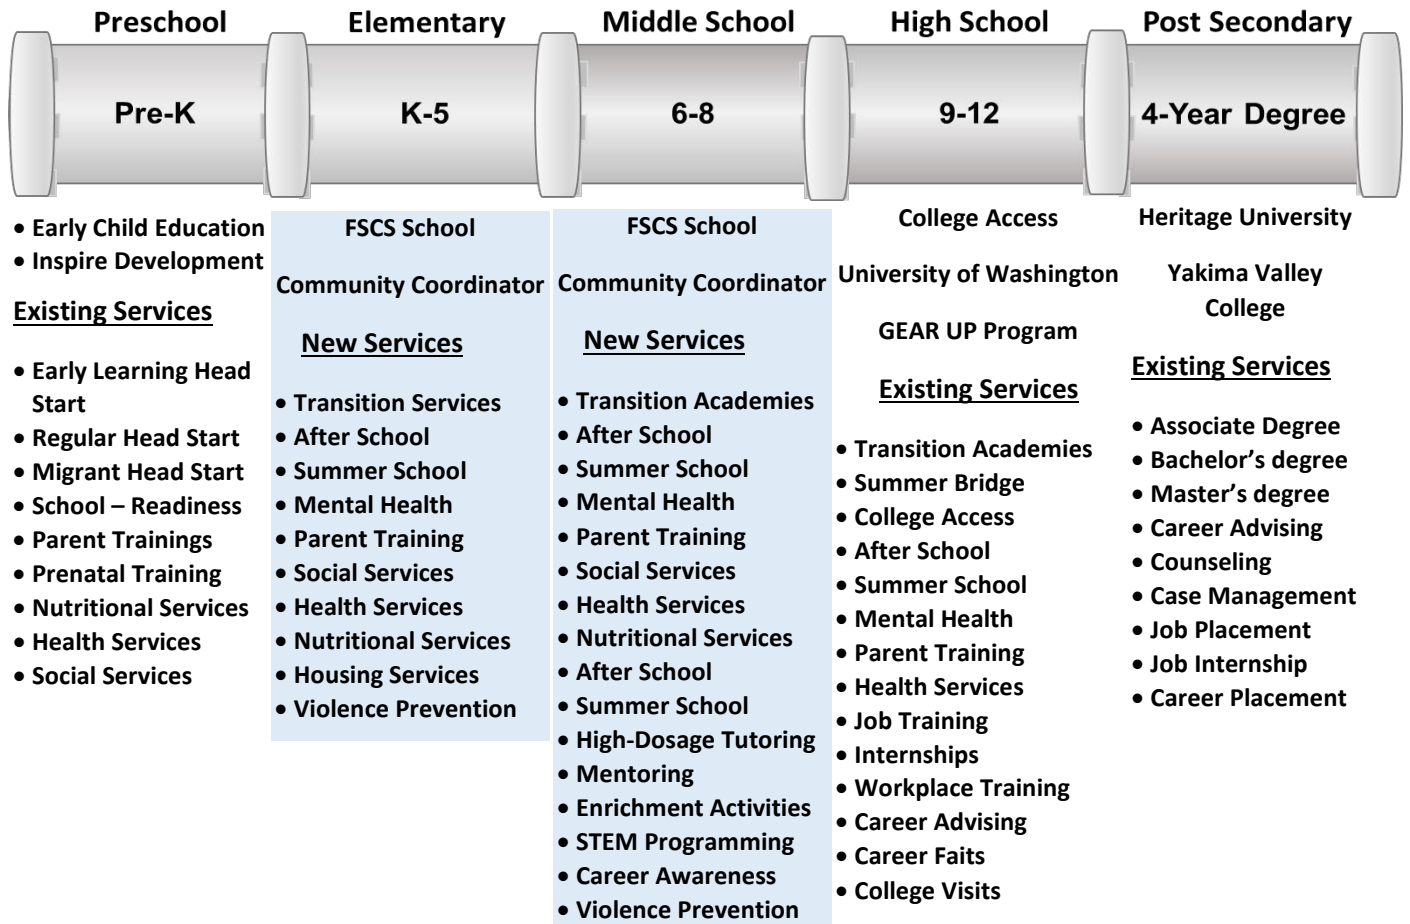 Preschool
Pre-K
• Early Child Education
• Inspire Development
Existing Services
• Early Learning Head
Start
• Regular Head Start
• Migrant Head Start
• School – Readiness
• Parent Trainings
• Prenatal Training
• Nutritional Services
• Health Services
• Social Services
Elementary
K-5
FSCS School
Community Coordinator
New Services
• Transition Services
• After School
• Summer School
• Mental Health
• Parent Training
• Social Services
• Health Services
• Nutritional Services
• Housing Services
• Violence Prevention
Middle School
6-8
FSCS School
Community Coordinator
New Services
• Transition Academies
• After School
• Summer School
• Mental Health
• Parent Training
• Social Services
• Health Services
• Nutritional Services
• After School
• Summer School
• High-Dosage Tutoring
• Mentoring
• Enrichment Activities
• STEM Programming
• Career Awareness
• Violence Prevention
High School
9-12
College Access
University of Washington
GEAR UP Program
Existing Services
• Transition Academies
• Summer Bridge
• College Access
• After School
• Summer School
• Mental Health
• Parent Training
• Health Services
• Job Training
• Internships
• Workplace Training
• Career Advising
• Career Faits
• College Visits
Post Secondary
4-Year Degree
Heritage University
Yakima Valley
College
Existing Services
• Associate Degree
• Bachelor’s degree
• Master’s degree
• Career Advising
• Counseling
• Case Management
• Job Placement
• Job Internship
• Career Placement